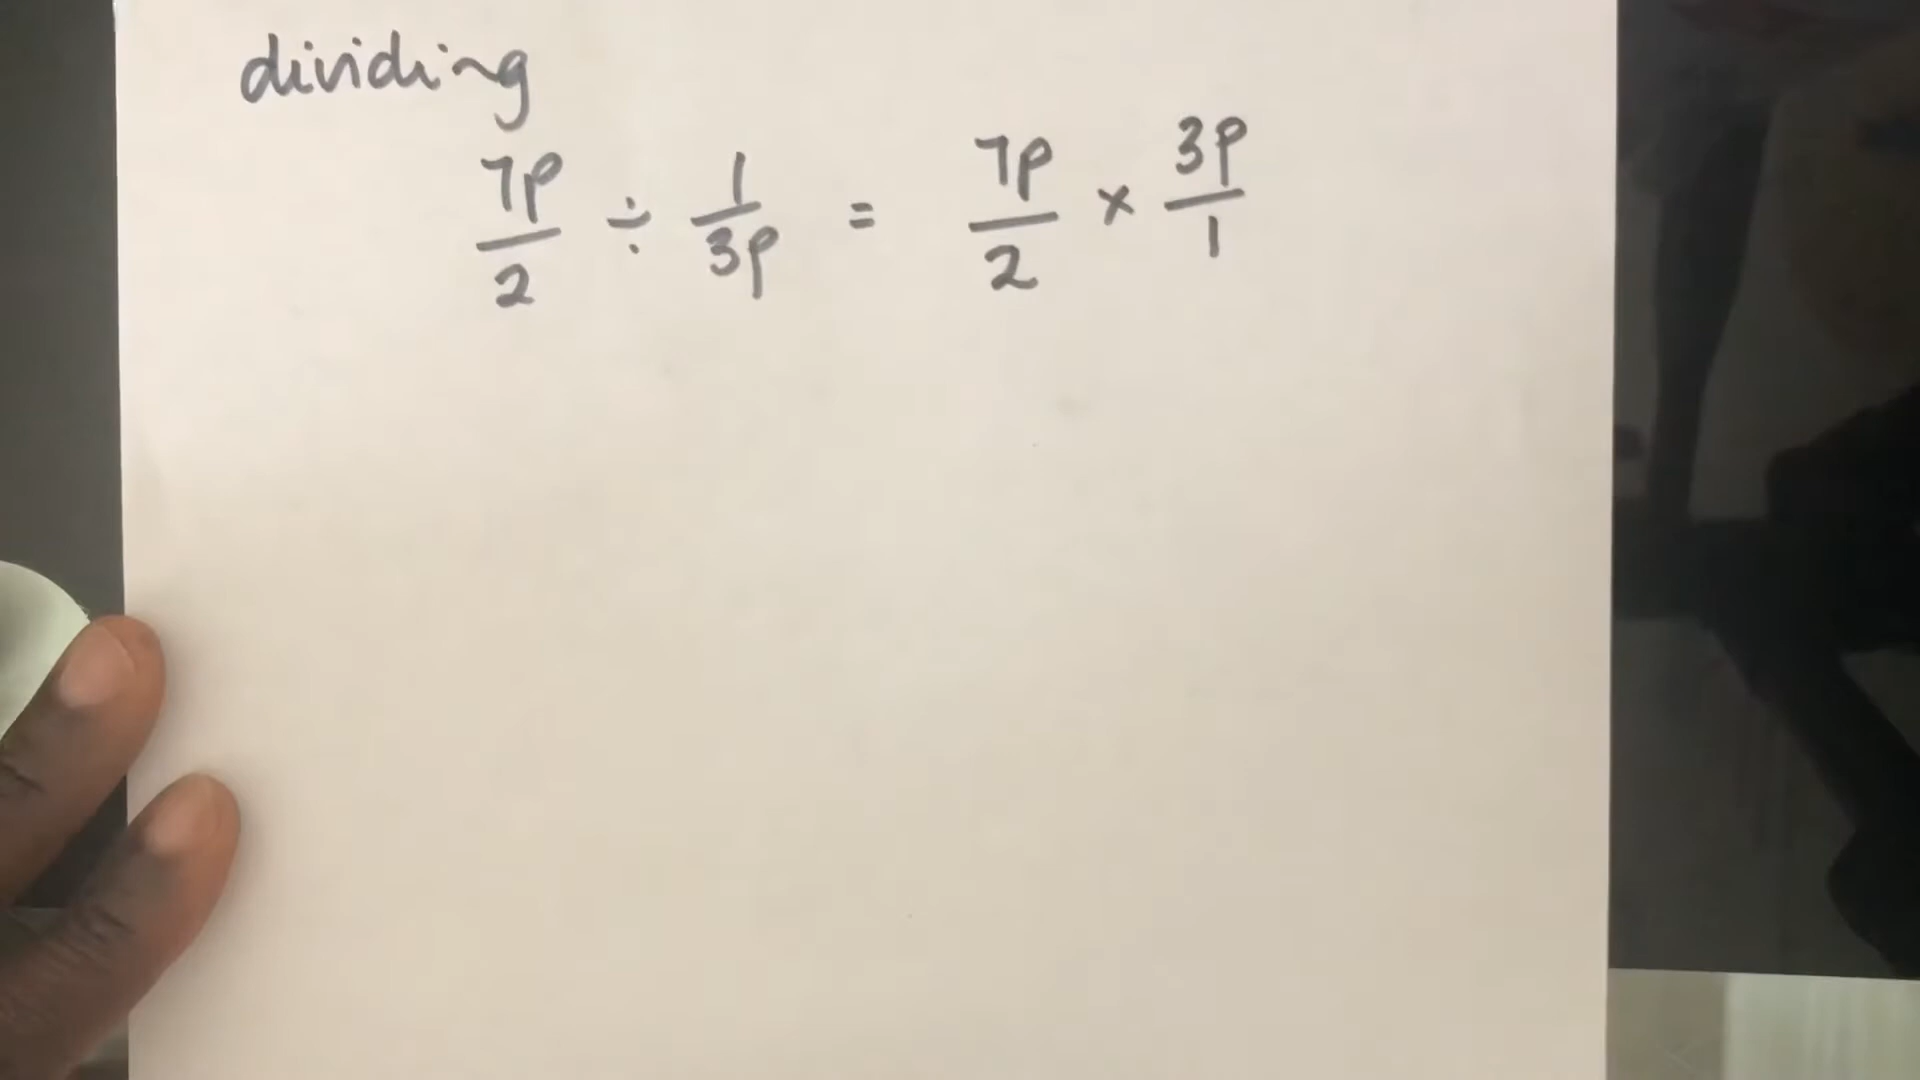 dividing
7p/2 ÷ 1/3p = 7p/2 × 3p/1